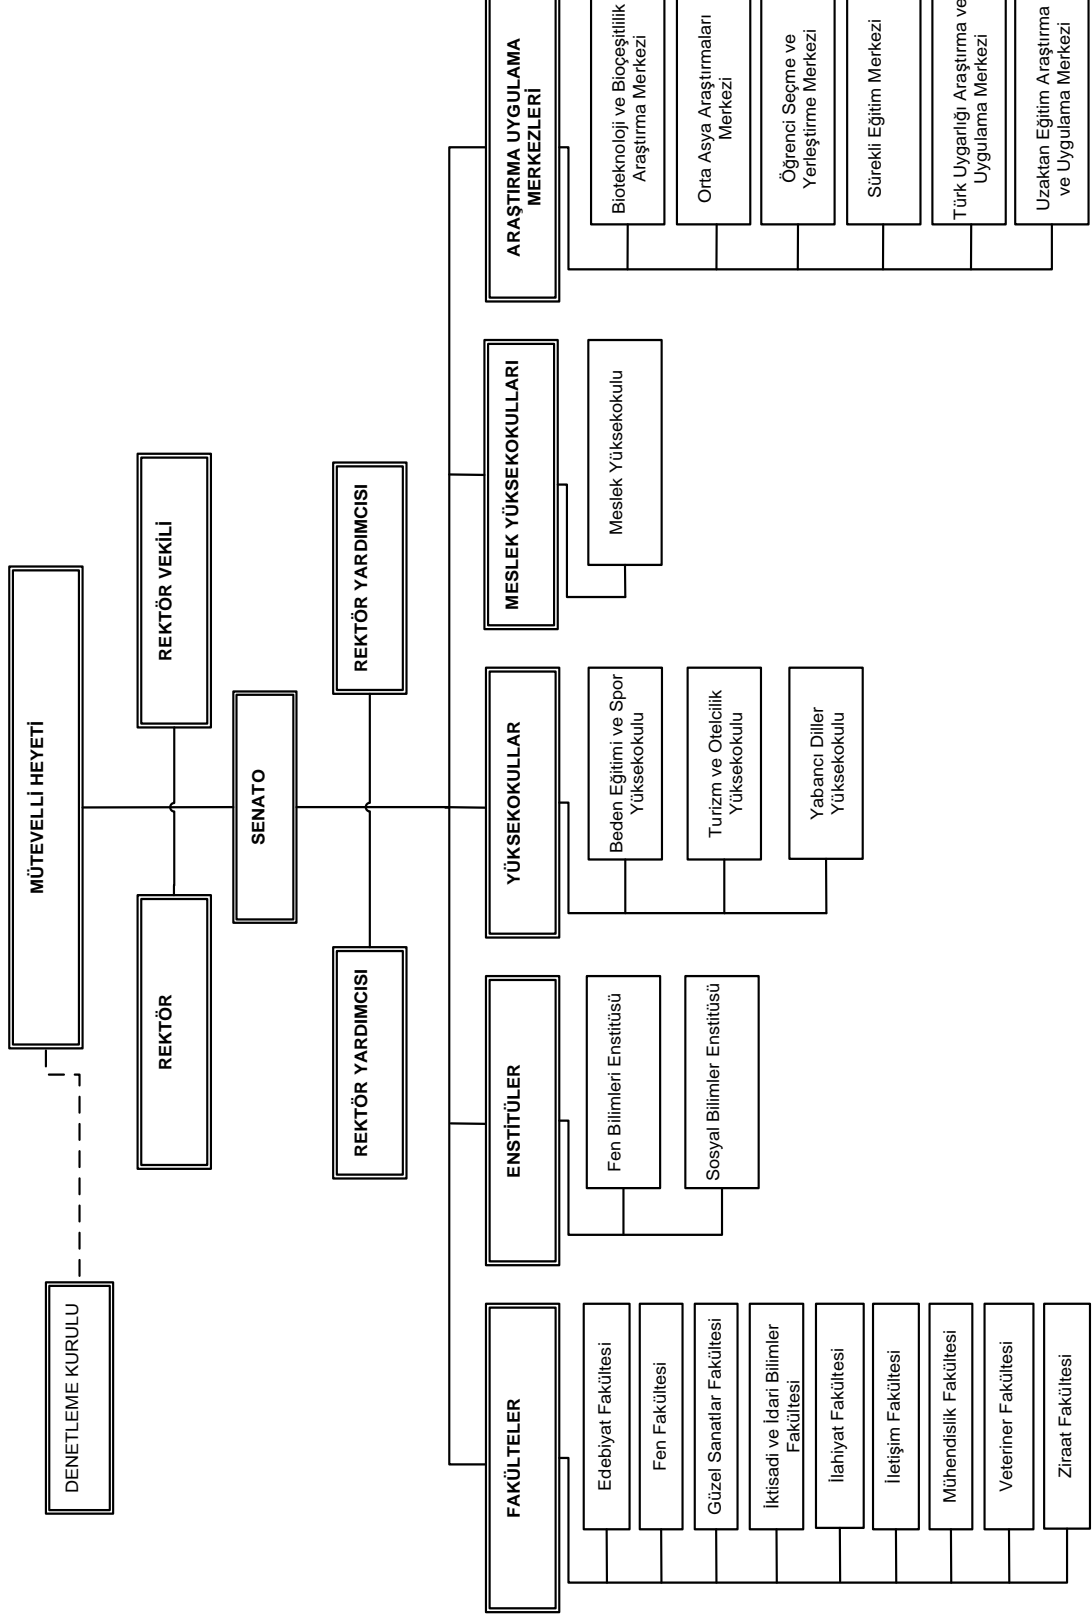 MÜTEVELLİ HEYETİ
DENETLEME KURULU
REKTÖR
REKTÖR VEKİLİ
SENATO
REKTÖR YARDIMCISI
REKTÖR YARDIMCISI
FAKÜLTELER
Edebiyat Fakültesi
Fen Fakültesi
Güzel Sanatlar Fakültesi
İktisadi ve İdari Bilimler
Fakültesi
İlahiyat Fakültesi
İletişim Fakültesi
Mühendislik Fakültesi
Veteriner Fakültesi
Ziraat Fakültesi
ENSTİTÜLER
Fen Bilimleri Enstitüsü
Sosyal Bilimler Enstitüsü
YÜKSEKOKULLAR
Beden Eğitimi ve Spor
Yüksekokulu
Turizm ve Otelcilik
Yüksekokulu
Yabancı Diller
Yüksekokulu
MESLEK YÜKSEKOKULLARI
Meslek Yüksekokulu
ARAŞTIRMA UYGULAMA
MERKEZLERİ
Bioteknoloji ve Bioçeşitlilik
Araştırma Merkezi
Orta Asya Araştırmaları
Merkezi
Öğrenci Seçme ve
Yerleştirme Merkezi
Sürekli Eğitim Merkezi
Türk Uygarlığı Araştırma ve
Uygulama Merkezi
Uzaktan Eğitim Araştırma
ve Uygulama Merkezi